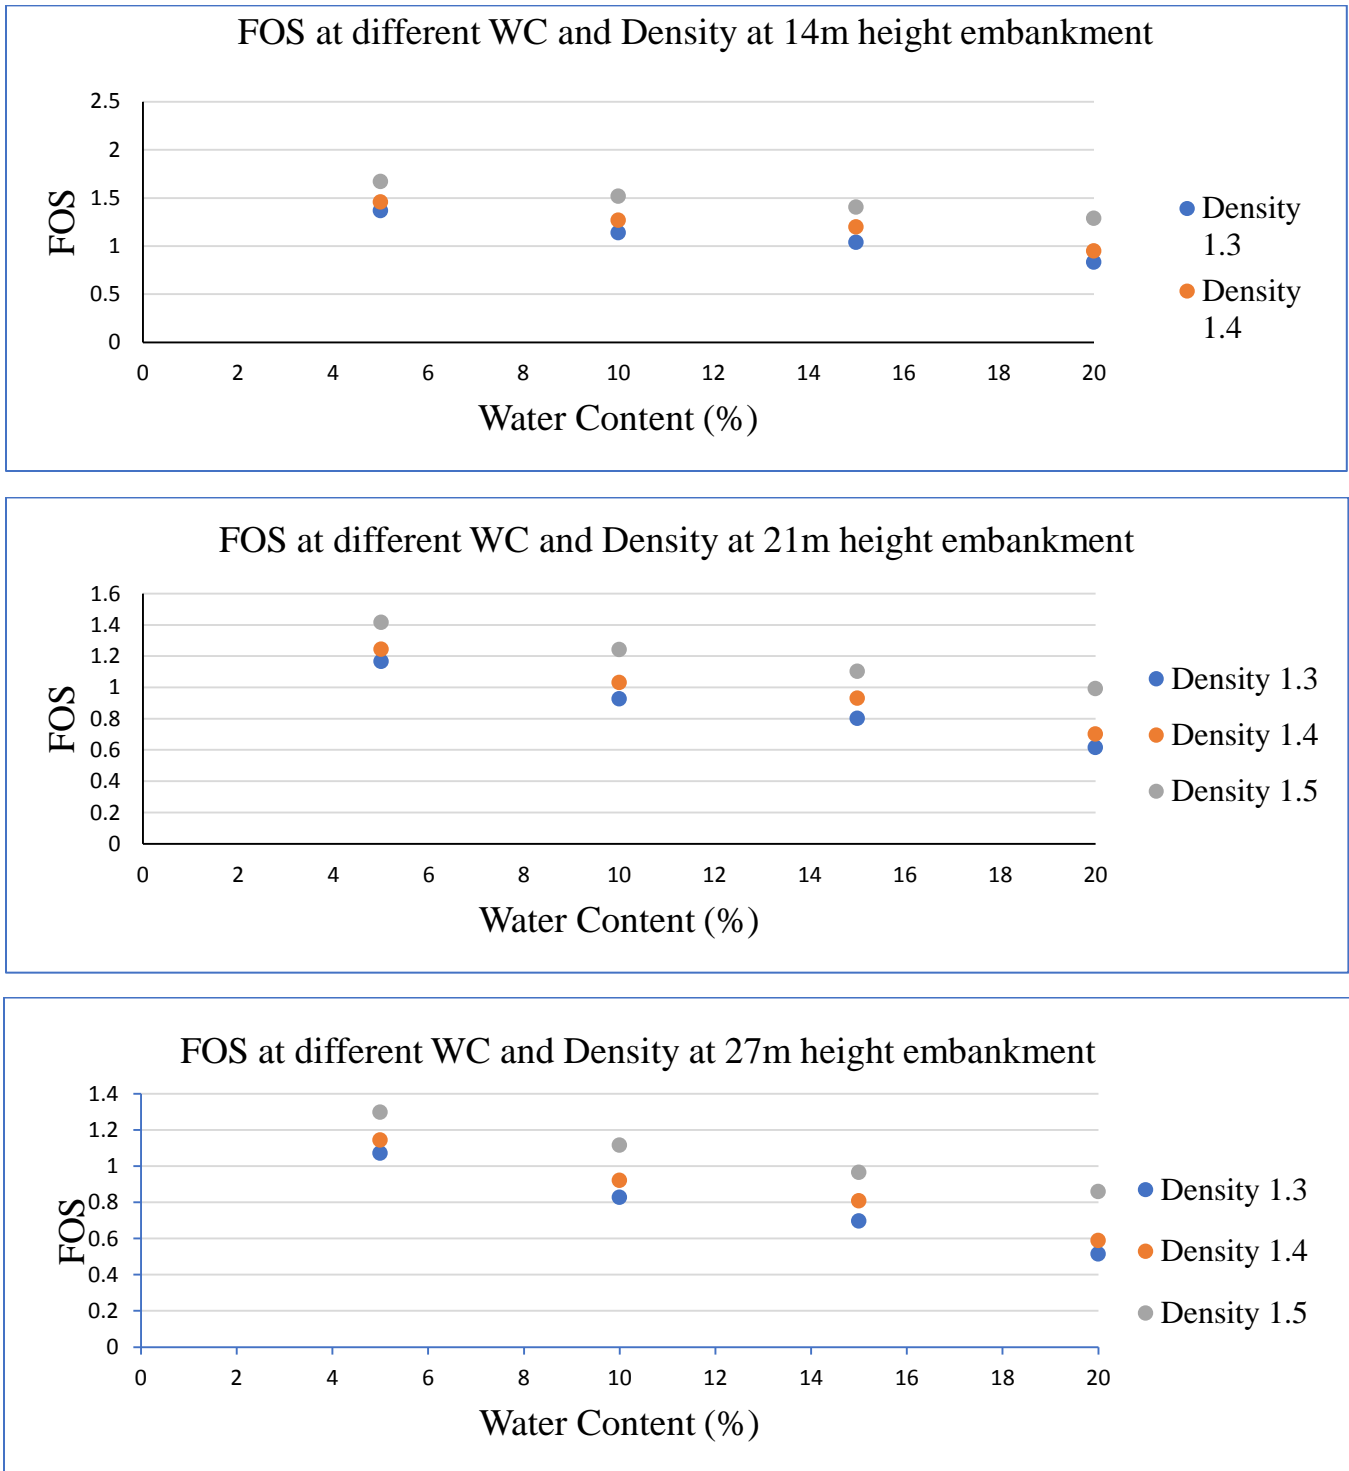 FOS at different WC and Density at 14m height embankment
2.5
2
1.5
1
0.5
0
FOS
0 2 4 6 8 10 12 14 16 18 20
Water Content (%)
Density
1.3
Density
1.4
FOS at different WC and Density at 21m height embankment
1.6
1.4
1.2
1
0.8
0.6
0.4
0.2
0
FOS
0 2 4 6 8 10 12 14 16 18 20
Water Content (%)
Density 1.3
Density 1.4
Density 1.5
FOS at different WC and Density at 27m height embankment
1.4
1.2
1
0.8
0.6
0.4
0.2
0
FOS
0 2 4 6 8 10 12 14 16 18 20
Water Content (%)
Density 1.3
Density 1.4
Density 1.5